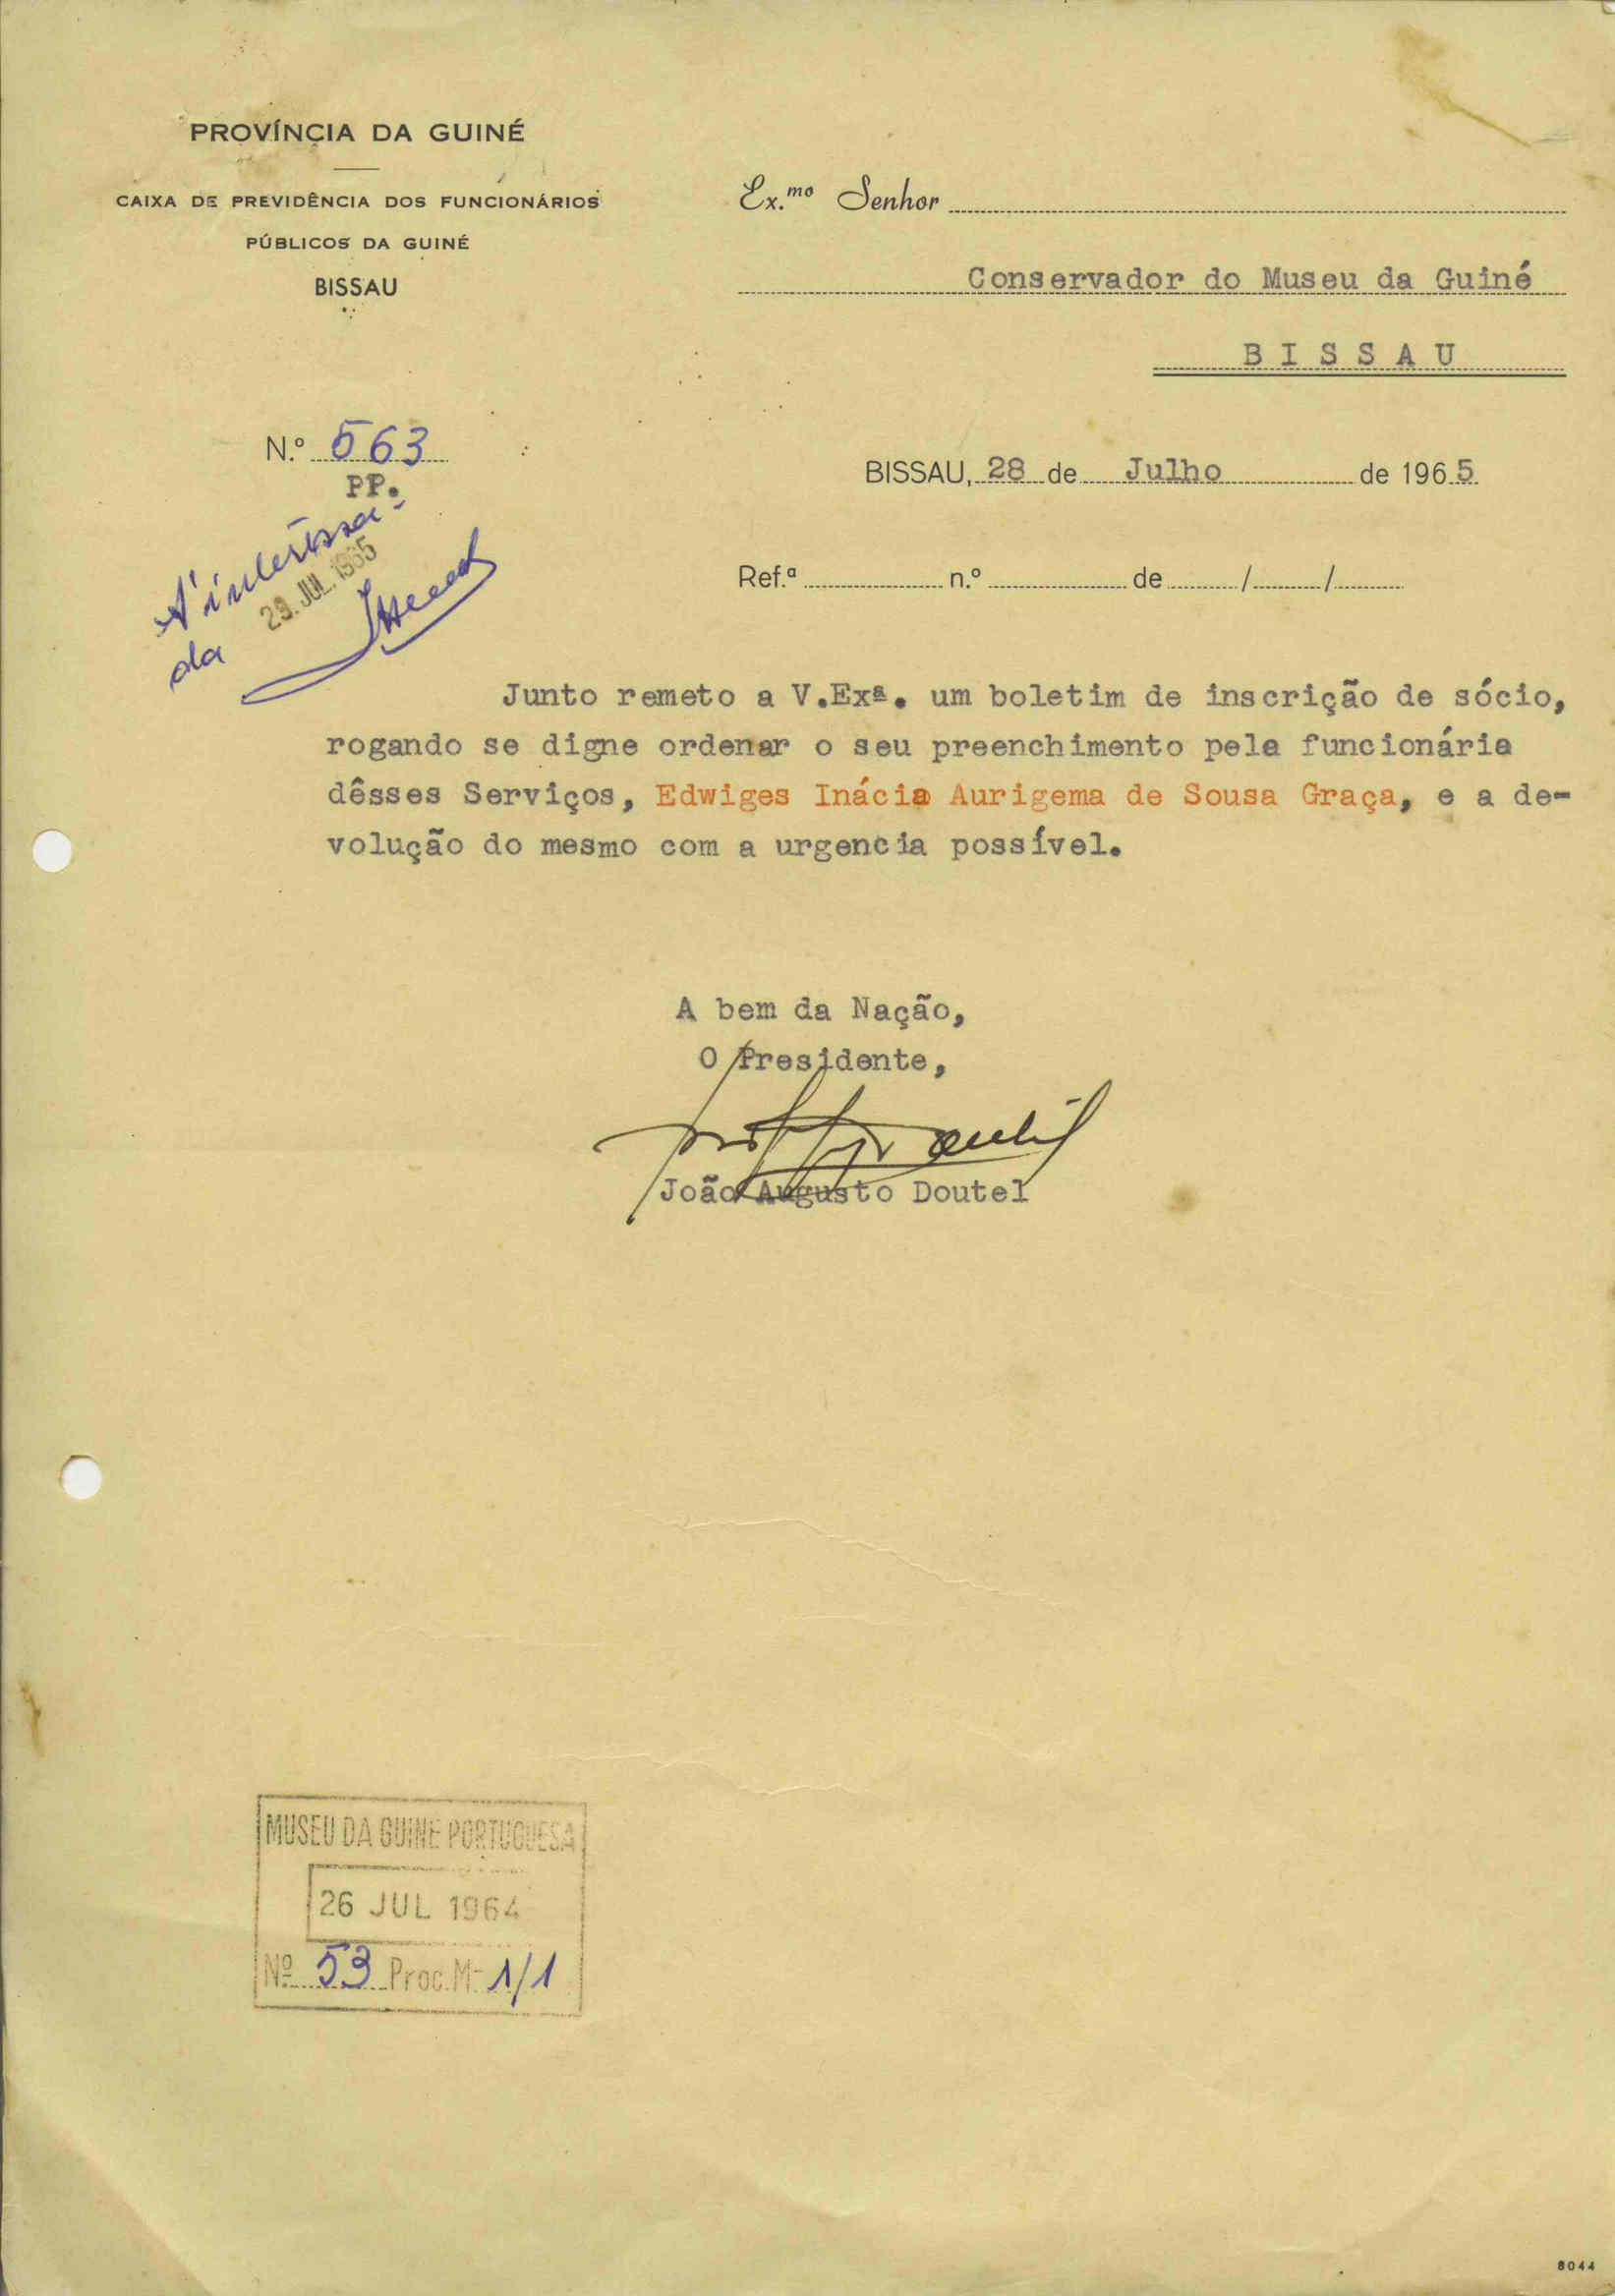 PROVÍNCIA DA GUINÉ
CAIXA DE PREVIDÊNCIA DOS FUNCIONÁRIOS
PÚBLICOS DA GUINÉ
BISSAU
Ex.mo Senhor
Conservador do Museu da Guiné
BISSAU
N.º 563
PP.
BISSAU, 28 de Julho de 1965
A interessa-
da
29. JUL. 1965
Ref.ª n.º de / /
Junto remeto a V.Exª. um boletim de inscrição de sócio,
rogando se digne ordenar o seu preenchimento pela funcionária
dêsses Serviços, Edwiges Inácia Aurigema de Sousa Graça, e a de-
volução do mesmo com a urgencia possível.
A bem da Nação,
O Presidente,
João Augusto Doutel
MUSEU DA GUINE PORTUGUESA
26 JUL 1964
Nº 53 Proc. M- 1/1
8044